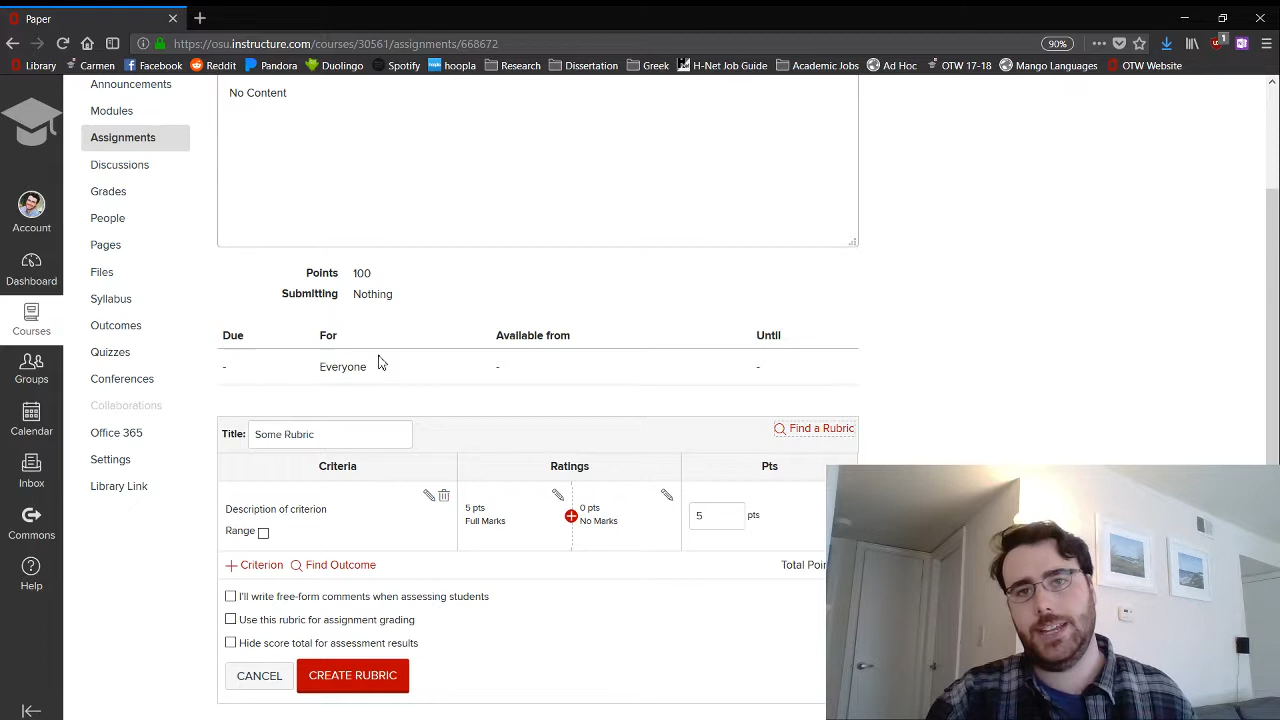 Paper
https://osu.instructure.com/courses/30561/assignments/668672
90%
1
Library Carmen Facebook Reddit Pandora Duolingo Spotify hoopla Research Dissertation Greek H-Net Job Guide Academic Jobs Ad Hoc OTW 17-18 Mango Languages OTW Website
Account
Dashboard
Courses
Groups
Calendar
Inbox
Commons
Help
Announcements
Modules
Assignments
Discussions
Grades
People
Pages
Files
Syllabus
Outcomes
Quizzes
Conferences
Collaborations
Office 365
Settings
Library Link
No Content
Points 100
Submitting Nothing
Due For Available from Until
- Everyone - -
Title: Some Rubric Find a Rubric
Criteria Ratings Pts
Description of criterion
Range
5 pts
Full Marks
0 pts
No Marks
5 pts
Criterion Find Outcome Total Poin
I'll write free-form comments when assessing students
Use this rubric for assignment grading
Hide score total for assessment results
CANCEL CREATE RUBRIC